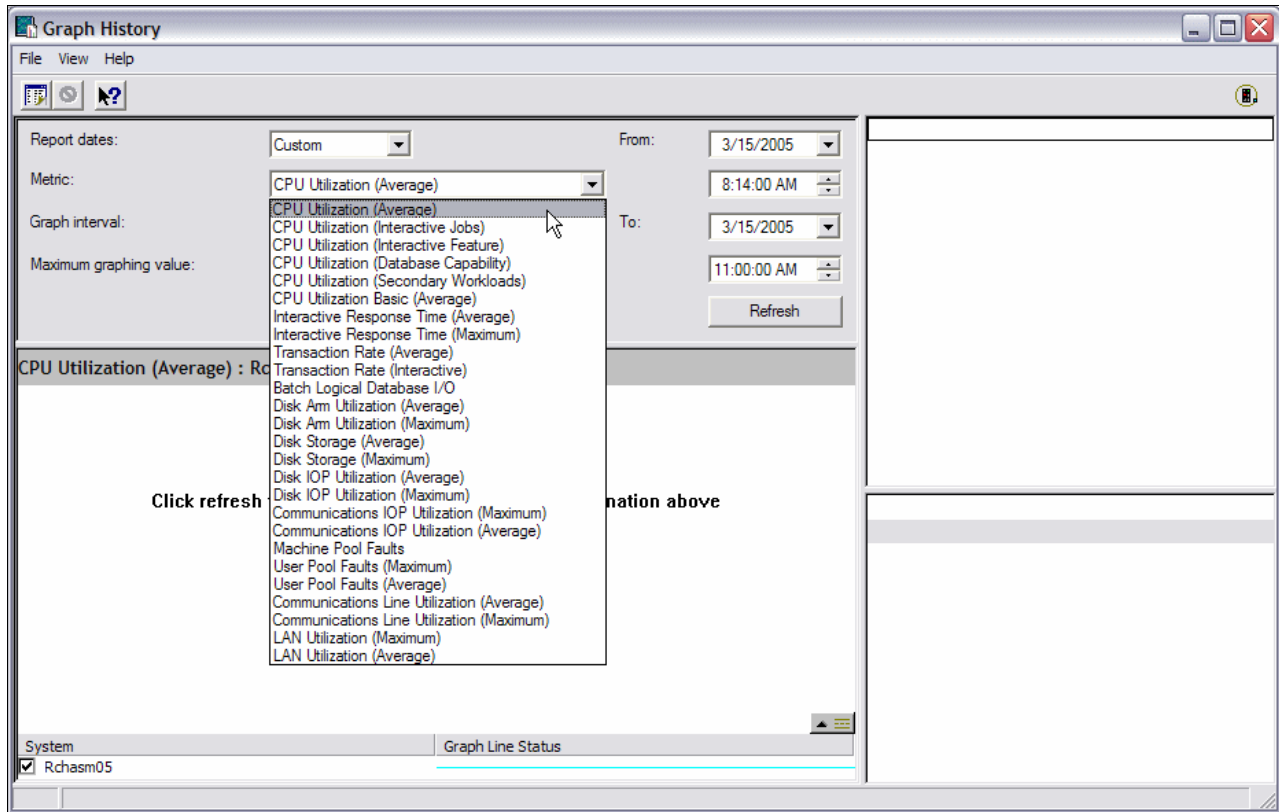 Graph History
File View Help
Report dates: Custom From: 3/15/2005
Metric: CPU Utilization (Average) 8:14:00 AM
Graph interval: To: 3/15/2005
Maximum graphing value: 11:00:00 AM
Refresh
CPU Utilization (Average)
CPU Utilization (Interactive Jobs)
CPU Utilization (Interactive Feature)
CPU Utilization (Database Capability)
CPU Utilization (Secondary Workloads)
CPU Utilization Basic (Average)
Interactive Response Time (Average)
Interactive Response Time (Maximum)
Transaction Rate (Average)
Transaction Rate (Interactive)
Batch Logical Database I/O
Disk Arm Utilization (Average)
Disk Arm Utilization (Maximum)
Disk Storage (Average)
Disk Storage (Maximum)
Disk IOP Utilization (Average)
Disk IOP Utilization (Maximum)
Communications IOP Utilization (Maximum)
Communications IOP Utilization (Average)
Machine Pool Faults
User Pool Faults (Maximum)
User Pool Faults (Average)
Communications Line Utilization (Average)
Communications Line Utilization (Maximum)
LAN Utilization (Maximum)
LAN Utilization (Average)
CPU Utilization (Average) : Rc
Click refresh nation above
System Graph Line Status
Rchasm05